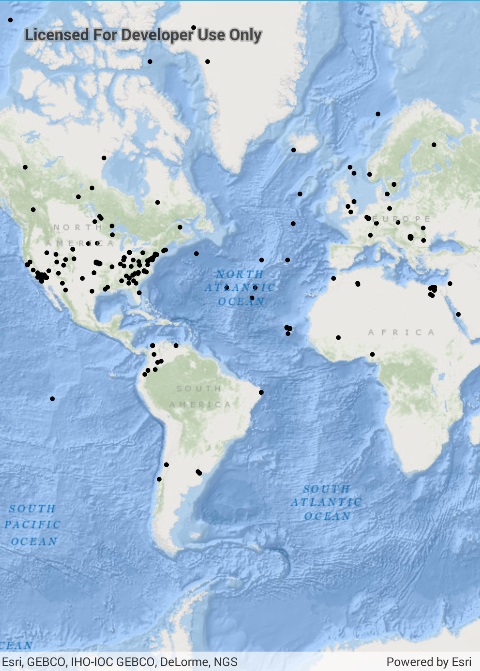 Licensed For Developer Use Only
NORTH
AMERICA
EUROPE
NORTH
ATLANTIC
OCEAN
AFRICA
SOUTH
AMERICA
SOUTH
PACIFIC
OCEAN
SOUTH
ATLANTIC
OCEAN
CEAN
Esri, GEBCO, IHO-IOC GEBCO, DeLorme, NGS
Powered by Esri